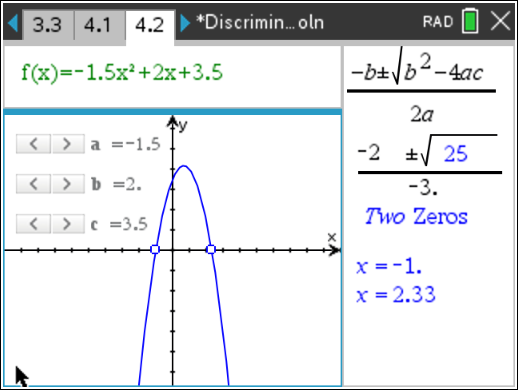 3.3 4.1 4.2 *Discrimin...oln RAD
f(x)=-1.5x²+2x+3.5
a =-1.5
b =2.
c =3.5
y
x
-b±√b²-4ac
2a
-2 ±√25
-3.
Two Zeros
x = -1.
x = 2.33